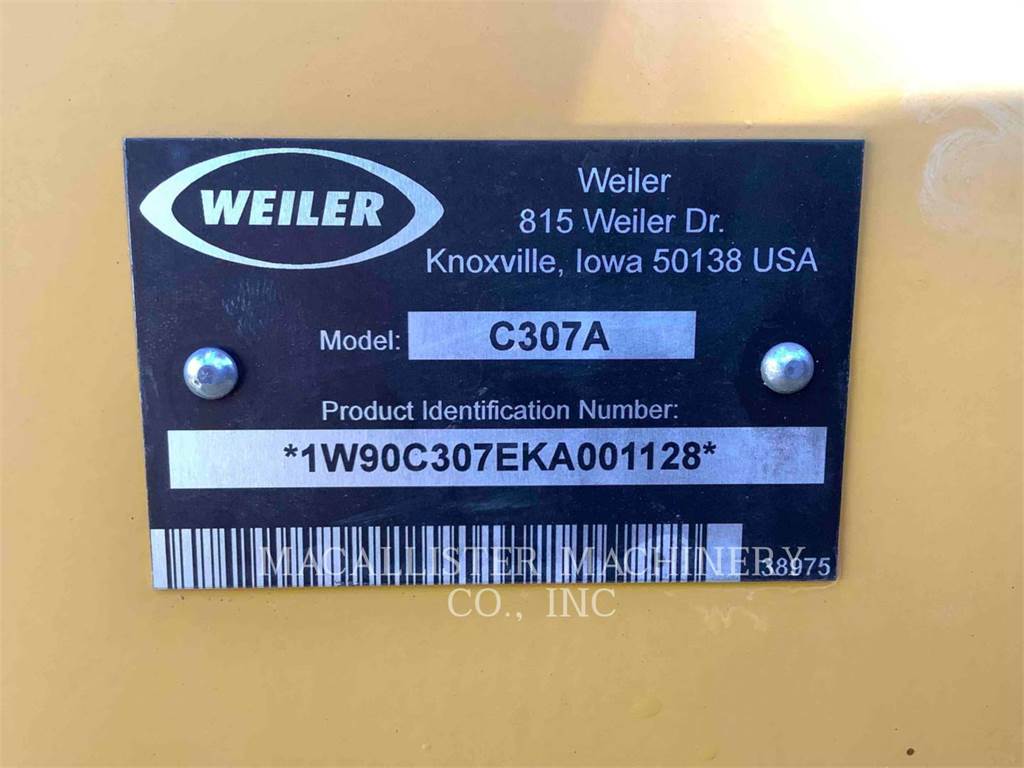 WEILER
Weiler
815 Weiler Dr.
Knoxville, Iowa 50138 USA
Model: C307A
Product Identification Number:
*1W90C307EKA001128*
38975
MACALLISTER MACHINERY
CO., INC